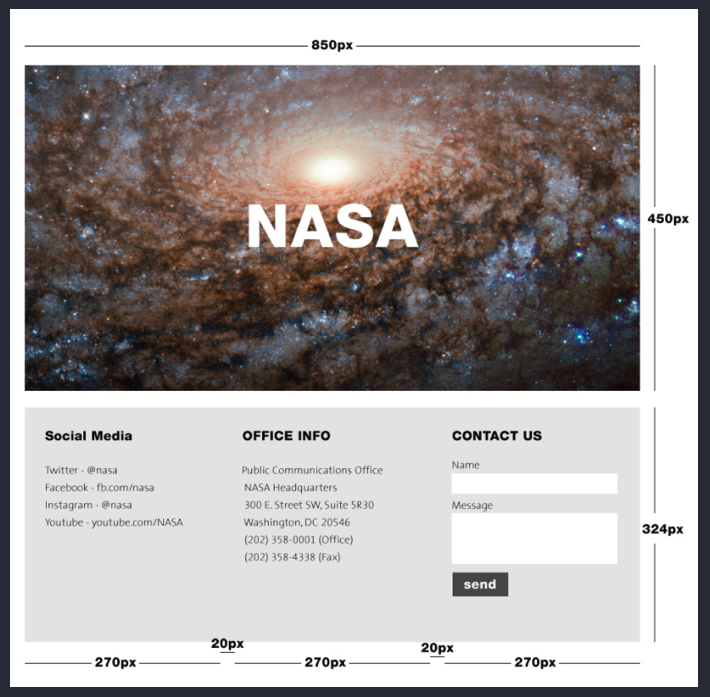 850px
NASA
450px
Social Media
Twitter - @nasa
Facebook - fb.com/nasa
Instagram - @nasa
Youtube - youtube.com/NASA
OFFICE INFO
Public Communications Office
NASA Headquarters
300 E. Street SW, Suite 5R30
Washington, DC 20546
(202) 358-0001 (Office)
(202) 358-4338 (Fax)
CONTACT US
Name
Message
send
324px
20px
20px
270px
270px
270px